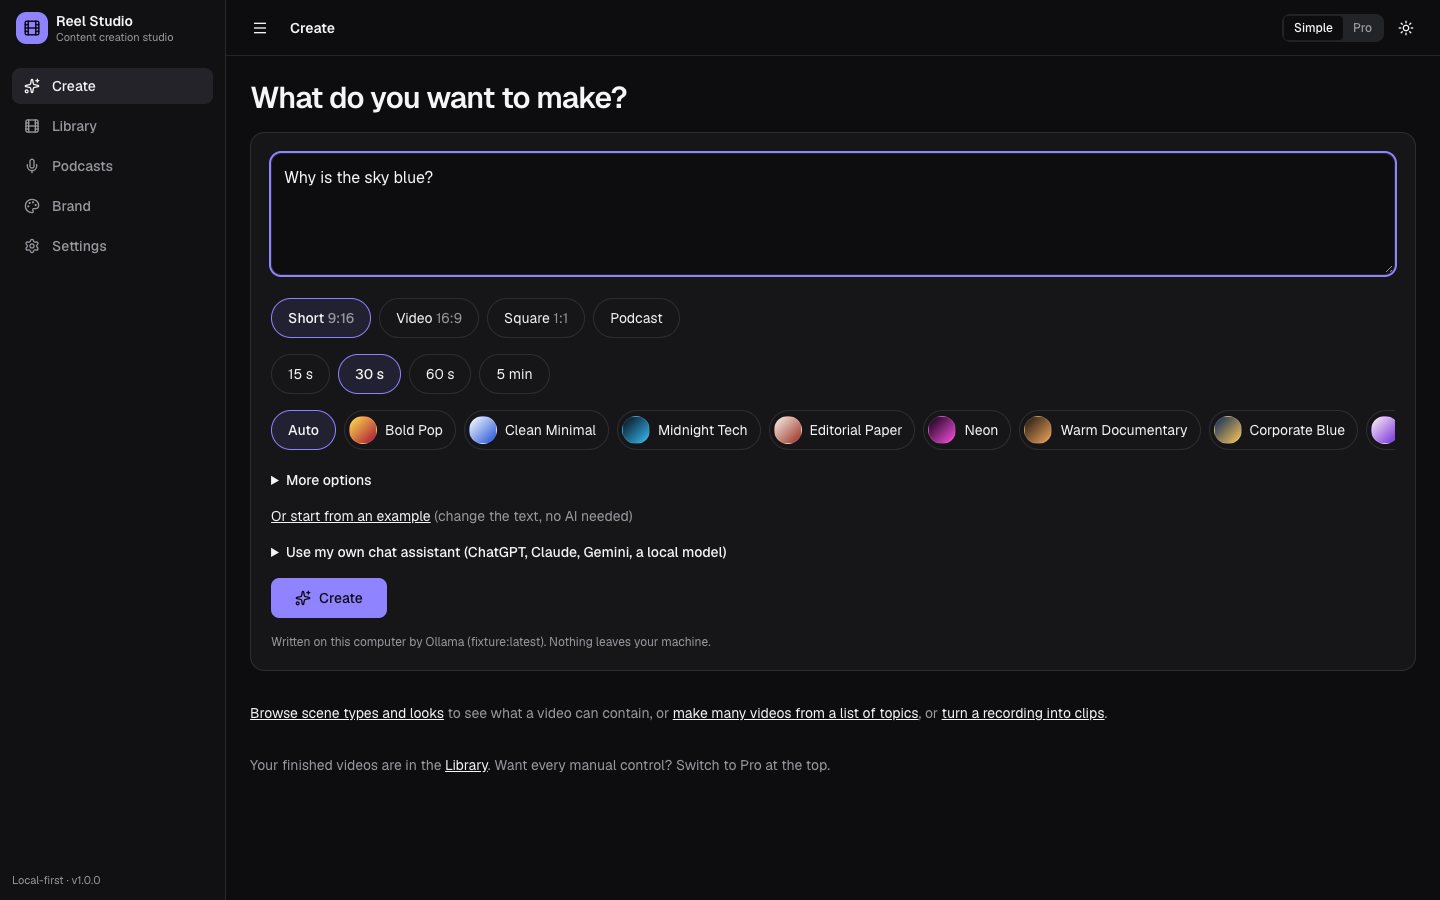 Reel Studio
Content creation studio
Create
Library
Podcasts
Brand
Settings
Local-first · v1.0.0
Create
Simple Pro
What do you want to make?
Why is the sky blue?
Short 9:16 Video 16:9 Square 1:1 Podcast
15 s 30 s 60 s 5 min
Auto Bold Pop Clean Minimal Midnight Tech Editorial Paper Neon Warm Documentary Corporate Blue
More options
Or start from an example (change the text, no AI needed)
Use my own chat assistant (ChatGPT, Claude, Gemini, a local model)
Create
Written on this computer by Ollama (fixture:latest). Nothing leaves your machine.
Browse scene types and looks to see what a video can contain, or make many videos from a list of topics, or turn a recording into clips.
Your finished videos are in the Library. Want every manual control? Switch to Pro at the top.